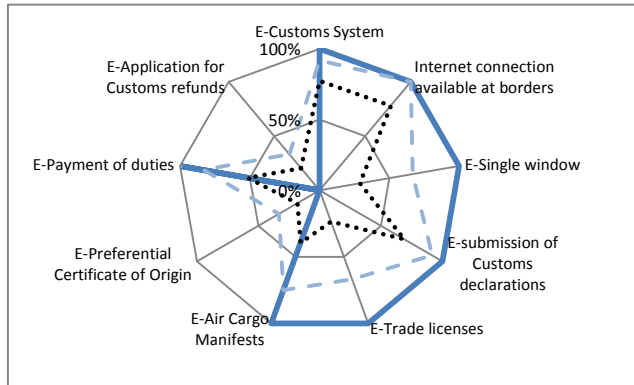 E-Customs System
100%
E-Application for
Customs refunds
Internet connection
available at borders
50%
E-Payment of duties
E-Single window
0%
E-Preferential
Certificate of Origin
E-submission of
Customs
declarations
E-Air Cargo
Manifests
E-Trade licenses